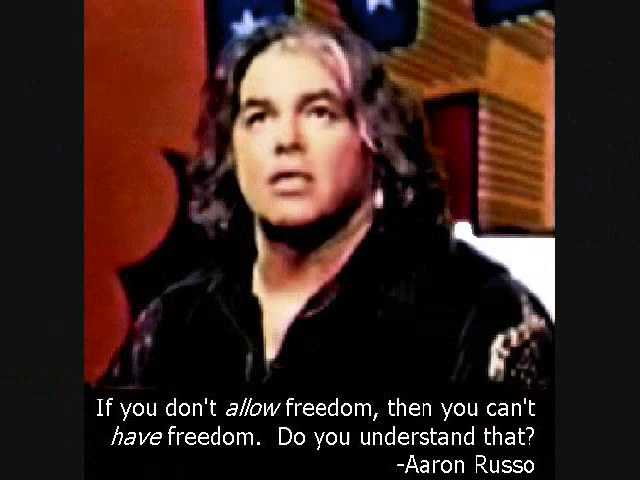 If you don't allow freedom, then you can't
have freedom.  Do you understand that?
-Aaron Russo